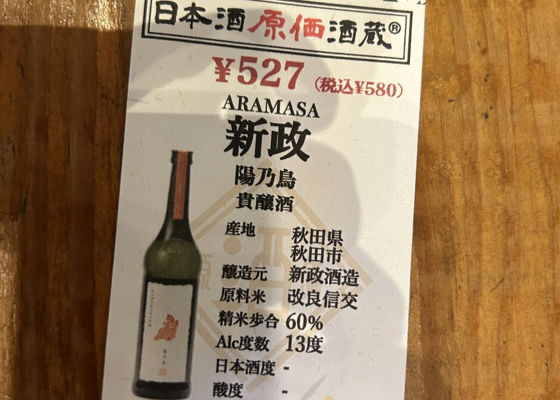 日本酒原価酒蔵®
¥527 (税込¥580)
ARAMASA
新政
陽乃鳥
貴醸酒
産地 秋田県
秋田市
醸造元 新政酒造
原料米 改良信交
精米歩合 60%
Alc度数 13度
日本酒度 -
酸度 -